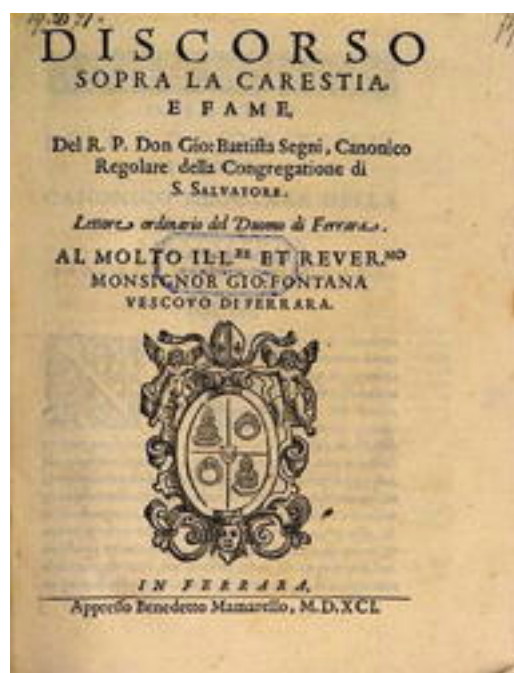 DISCORSO
SOPRA LA CARESTIA,
E FAME,
Del R. P. Don Gio: Battiſta Segni, Canonico
Regolare della Congregatione di
S. SALVATORE.
Lettore ordinario del Duomo di Ferrara.
AL MOLTO ILL.RE ET REVER.MO
MONSIGNOR GIO: FONTANA
VESCOVO DI FERRARA.
IN FERRARA,
Appreſſo Benedetto Mamarello, M.D.XCI.